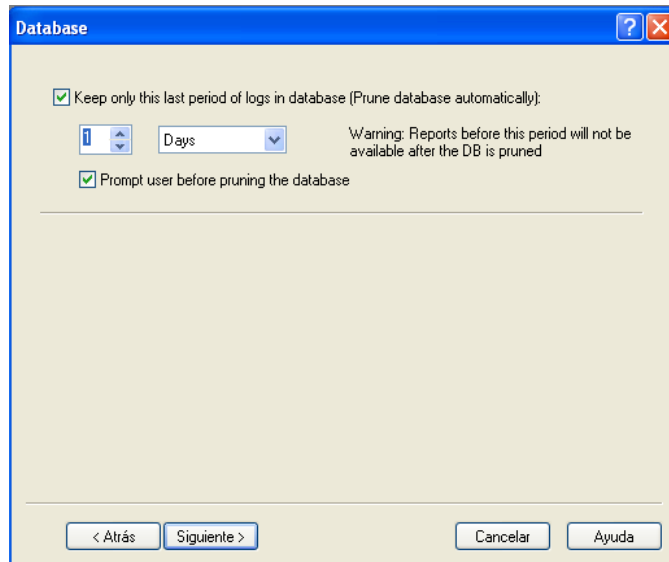 Database
Keep only this last period of logs in database (Prune database automatically):
1 Days Warning: Reports before this period will not be
available after the DB is pruned
Prompt user before pruning the database
< Atrás Siguiente > Cancelar Ayuda